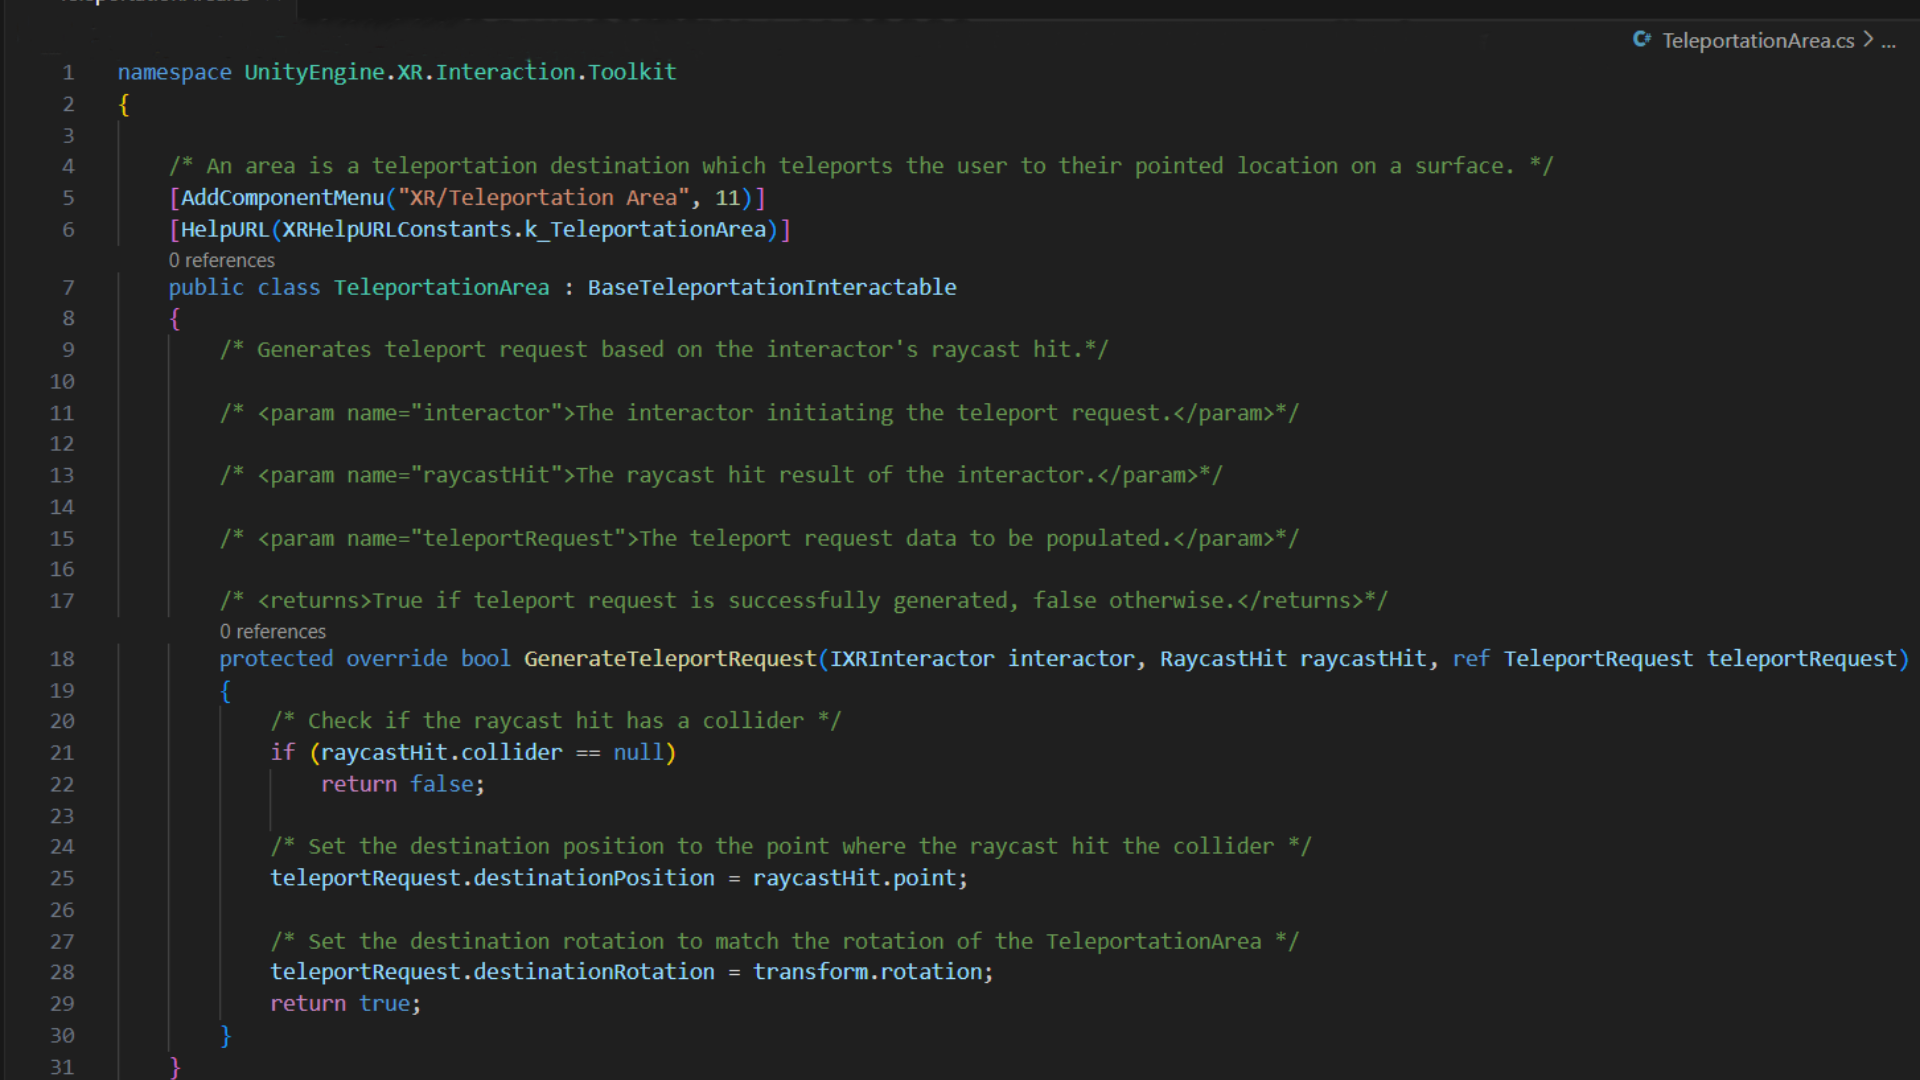 TeleportationArea.cs > ...
1 namespace UnityEngine.XR.Interaction.Toolkit
2 {
3
4 /* An area is a teleportation destination which teleports the user to their pointed location on a surface. */
5 [AddComponentMenu("XR/Teleportation Area", 11)]
6 [HelpURL(XRHelpURLConstants.k_TeleportationArea)]
0 references
7 public class TeleportationArea : BaseTeleportationInteractable
8 {
9 /* Generates teleport request based on the interactor's raycast hit.*/
10
11 /* <param name="interactor">The interactor initiating the teleport request.</param>*/
12
13 /* <param name="raycastHit">The raycast hit result of the interactor.</param>*/
14
15 /* <param name="teleportRequest">The teleport request data to be populated.</param>*/
16
17 /* <returns>True if teleport request is successfully generated, false otherwise.</returns>*/
0 references
18 protected override bool GenerateTeleportRequest(IXRInteractor interactor, RaycastHit raycastHit, ref TeleportRequest teleportRequest)
19 {
20 /* Check if the raycast hit has a collider */
21 if (raycastHit.collider == null)
22 return false;
23
24 /* Set the destination position to the point where the raycast hit the collider */
25 teleportRequest.destinationPosition = raycastHit.point;
26
27 /* Set the destination rotation to match the rotation of the TeleportationArea */
28 teleportRequest.destinationRotation = transform.rotation;
29 return true;
30 }
31 }